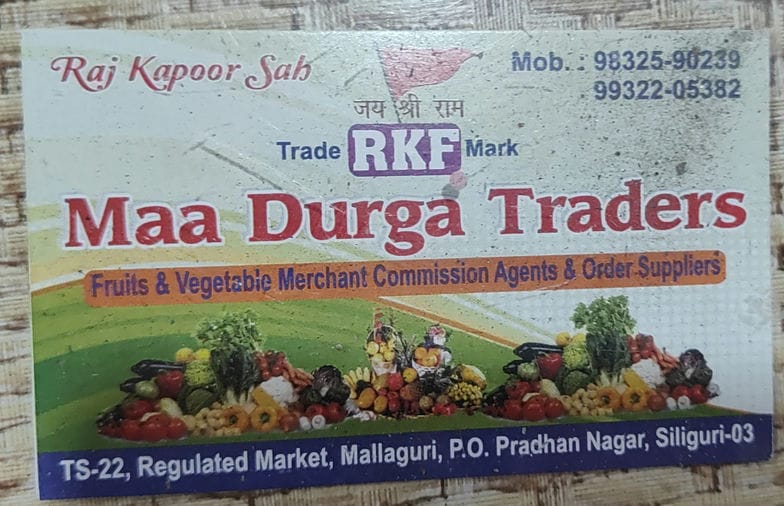 Raj Kapoor Sah
Mob. : 98325-90239
99322-05382
जय श्री राम
Trade RKF Mark
Maa Durga Traders
Fruits & Vegetable Merchant Commission Agents & Order Suppliers
TS-22, Regulated Market, Mallaguri, P.O. Pradhan Nagar, Siliguri-03